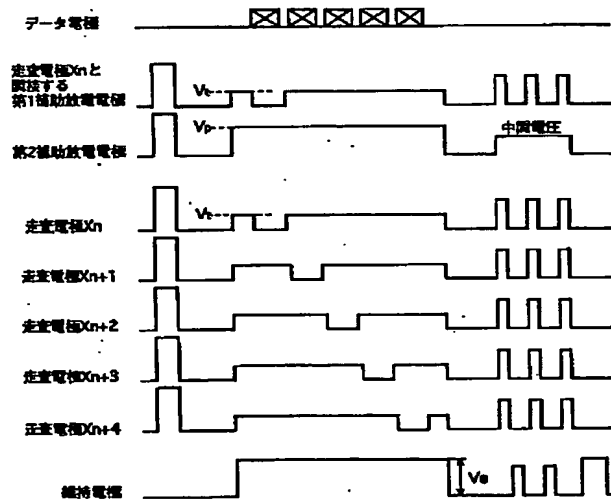 データ電極
走査電極Xnと
隣接する
第1補助放電電極
Vt
第2補助放電電極
Vp
中間電圧
走査電極Xn
Vt
走査電極Xn+1
走査電極Xn+2
走査電極Xn+3
走査電極Xn+4
維持電極
Ve